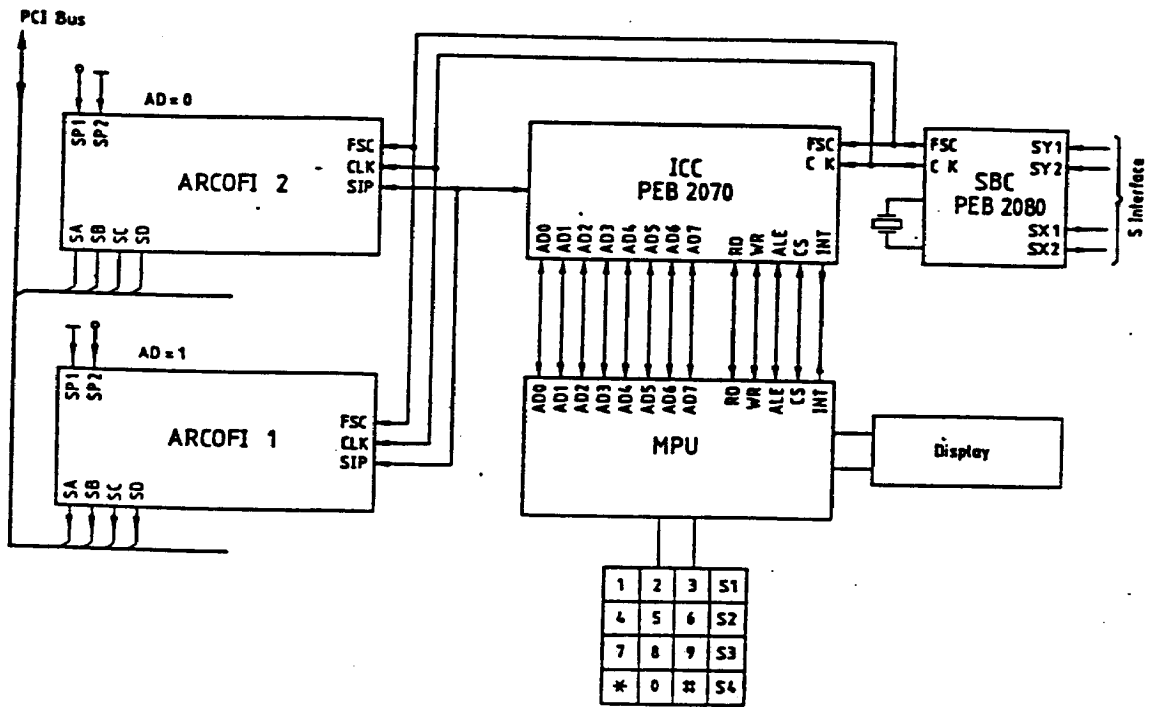 PCI Bus
AD = 0
SP1 SP2
ARCOFI 2
FSC
CLK
SIP
SA SB SC SD
AD = 1
SP1 SP2
ARCOFI 1
FSC
CLK
SIP
SA SB SC SD
ICC
PEB 2070
FSC
C K
AD0 AD1 AD2 AD3 AD4 AD5 AD6 AD7 RD WR ALE CS INT
FSC
C K
SBC
PEB 2080
SY1
SY2
SX1
SX2
S Interface
AD0 AD1 AD2 AD3 AD4 AD5 AD6 AD7 RD WR ALE CS INT
MPU
Display
1 2 3 S1
4 5 6 S2
7 8 9 S3
* 0 # S4